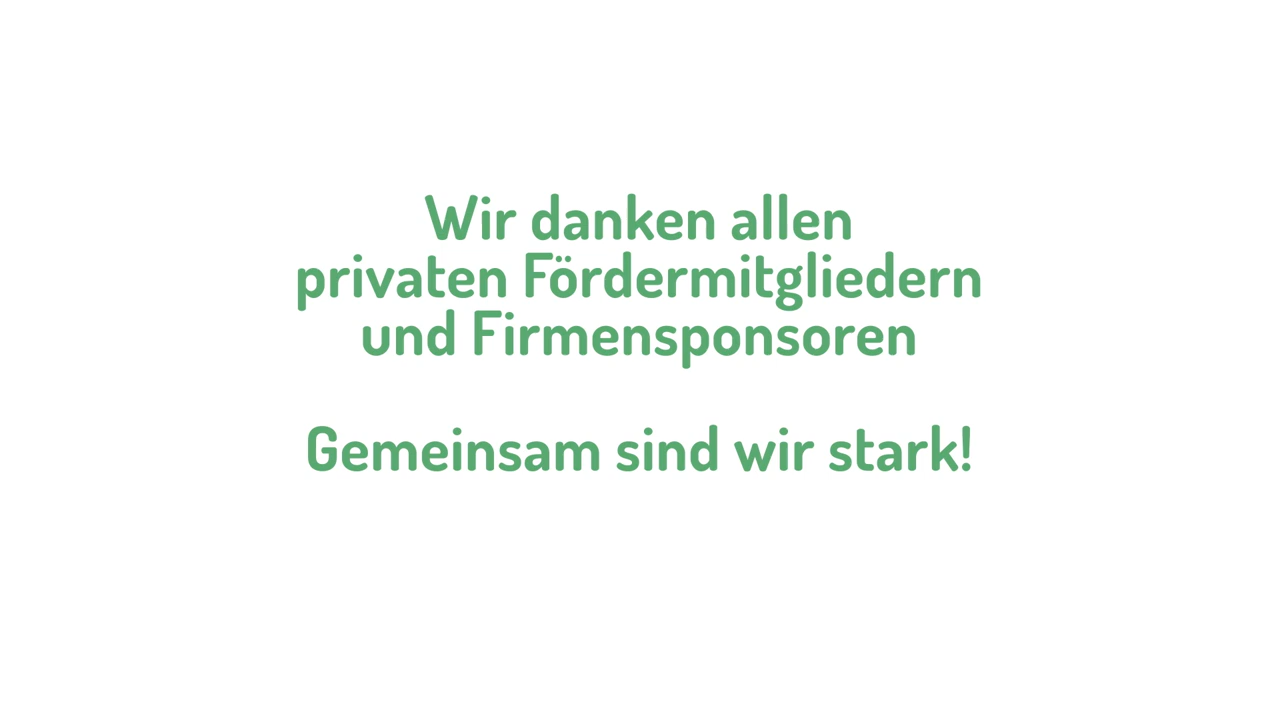 Wir danken allen
privaten Fördermitgliedern
und Firmensponsoren
Gemeinsam sind wir stark!